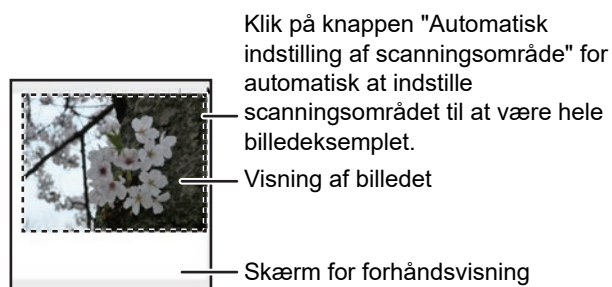 Klik på knappen "Automatisk
indstilling af scanningsområde" for
automatisk at indstille
scanningsområdet til at være hele
billedeksemplet.
Visning af billedet
Skærm for forhåndsvisning